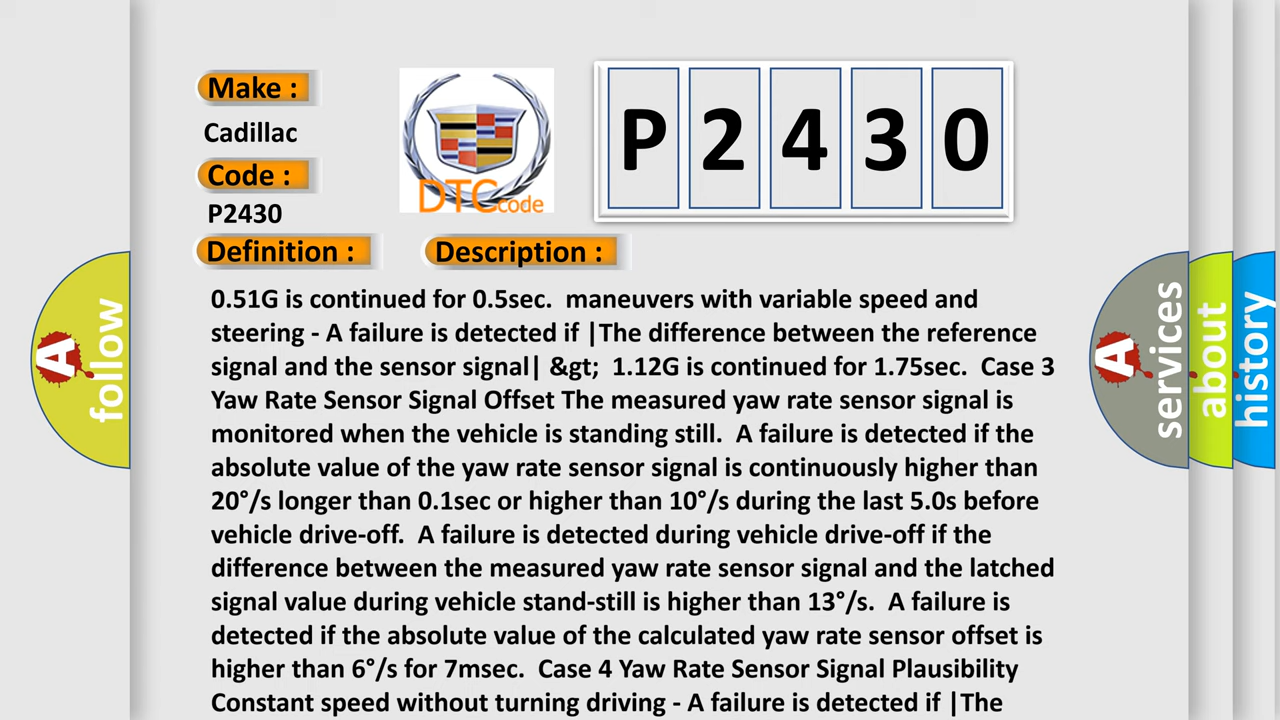 Make :
Cadillac
Code :
P2430
DTC code
P 2 4 3 0
Definition :
Description :
0.51G is continued for 0.5sec. maneuvers with variable speed and
steering - A failure is detected if |The difference between the reference
signal and the sensor signal| &gt; 1.12G is continued for 1.75sec. Case 3
Yaw Rate Sensor Signal Offset The measured yaw rate sensor signal is
monitored when the vehicle is standing still. A failure is detected if the
absolute value of the yaw rate sensor signal is continuously higher than
20°/s longer than 0.1sec or higher than 10°/s during the last 5.0s before
vehicle drive-off. A failure is detected during vehicle drive-off if the
difference between the measured yaw rate sensor signal and the latched
signal value during vehicle stand-still is higher than 13°/s. A failure is
detected if the absolute value of the calculated yaw rate sensor offset is
higher than 6°/s for 7msec. Case 4 Yaw Rate Sensor Signal Plausibility
Constant speed without turning driving - A failure is detected if |The
A
follow
A
services
about
history